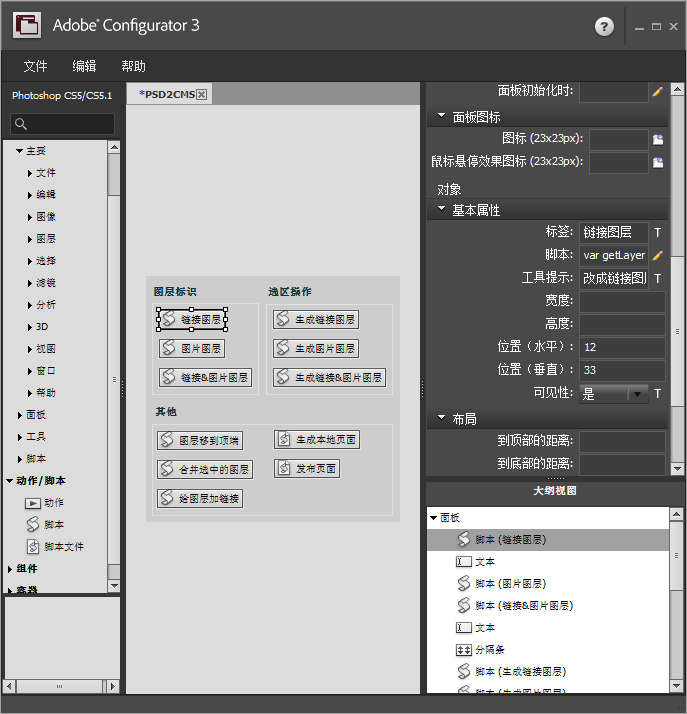 Adobe® Configurator 3
?
文件 编辑 帮助
Photoshop CS5/CS5.1
主要
文件
编辑
图像
图层
选择
滤镜
分析
3D
视图
窗口
帮助
面板
工具
脚本
动作/脚本
动作
脚本
脚本文件
组件
容器
*PSD2CMS
图层标识
链接图层
图片图层
链接&图片图层
选区操作
生成链接图层
生成图片图层
生成链接&图片图层
其他
图层移到顶端
合并选中的图层
给图层加链接
生成本地页面
发布页面
面板初始化时:
面板图标
图标 (23x23px):
鼠标悬停效果图标 (23x23px):
对象
基本属性
标签: 链接图层 T
脚本: var getLayer
工具提示: 改成链接图 T
宽度:
高度:
位置（水平）: 12
位置（垂直）: 33
可见性: 是 T
布局
到顶部的距离:
到底部的距离:
大纲视图
面板
脚本 (链接图层)
文本
脚本 (图片图层)
脚本 (链接&图片图层)
文本
分隔条
脚本 (生成链接图层)
脚本 (生成图片图层)